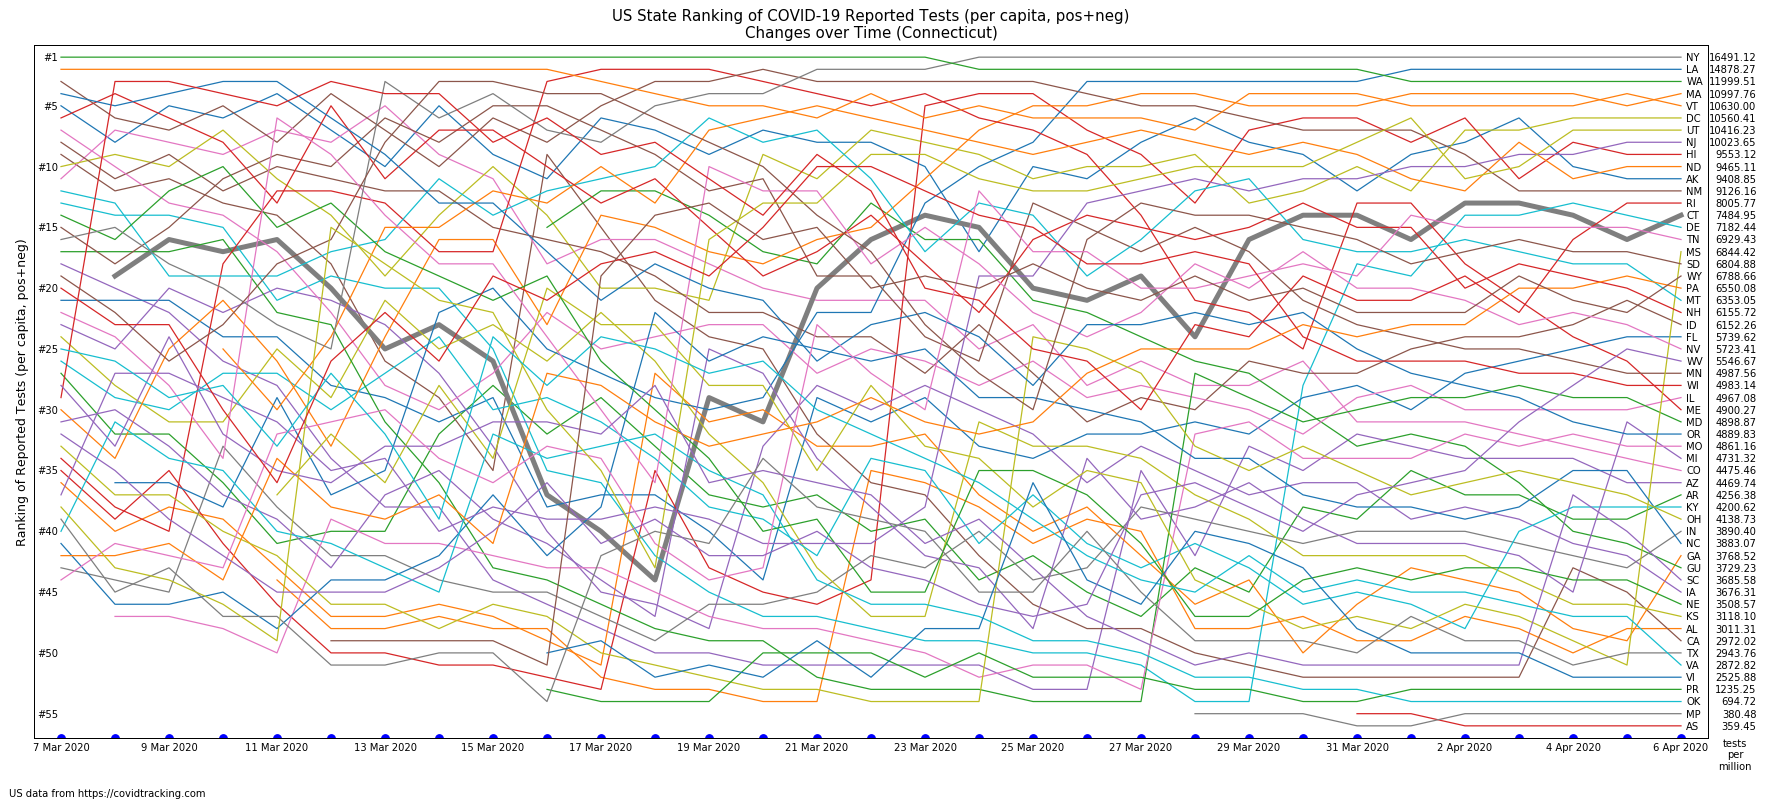 US State Ranking of COVID-19 Reported Tests (per capita, pos+neg)
Changes over Time (Connecticut)
Ranking of Reported Tests (per capita, pos+neg)
#1
#5
#10
#15
#20
#25
#30
#35
#40
#45
#50
#55
NY 16491.12
LA 14878.27
WA 11999.51
MA 10997.76
VT 10630.00
DC 10560.41
UT 10416.23
NJ 10023.65
HI 9553.12
ND 9465.11
AK 9408.85
NM 9126.16
RI 8005.77
CT 7484.95
DE 7182.44
TN 6929.43
MS 6844.42
SD 6804.88
WY 6788.66
PA 6550.08
MT 6353.05
NH 6155.72
ID 6152.26
FL 5739.62
NV 5723.41
WV 5546.67
MN 4987.56
WI 4983.14
IL 4967.08
ME 4900.27
MD 4898.87
OR 4889.83
MO 4861.16
MI 4731.32
CO 4475.46
AZ 4469.74
AR 4256.38
KY 4200.62
OH 4138.73
IN 3890.40
NC 3883.07
GA 3768.52
GU 3729.23
SC 3685.58
IA 3676.31
NE 3508.57
KS 3118.10
AL 3011.31
CA 2972.02
TX 2943.76
VA 2872.82
VI 2525.88
PR 1235.25
OK 694.72
MP 380.48
AS 359.45
7 Mar 2020 9 Mar 2020 11 Mar 2020 13 Mar 2020 15 Mar 2020 17 Mar 2020 19 Mar 2020 21 Mar 2020 23 Mar 2020 25 Mar 2020 27 Mar 2020 29 Mar 2020 31 Mar 2020 2 Apr 2020 4 Apr 2020 6 Apr 2020
tests
per
million
US data from https://covidtracking.com